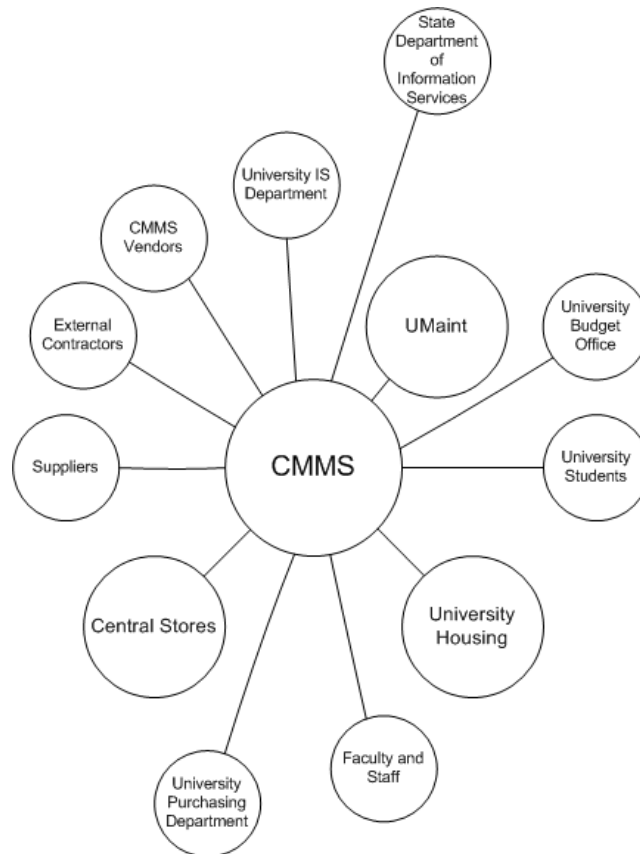 State
Department
of
Information
Services
University IS
Department
CMMS
Vendors
UMaint
University
Budget
Office
External
Contractors
CMMS
Suppliers
University
Students
Central Stores
University
Housing
Faculty and
Staff
University
Purchasing
Department